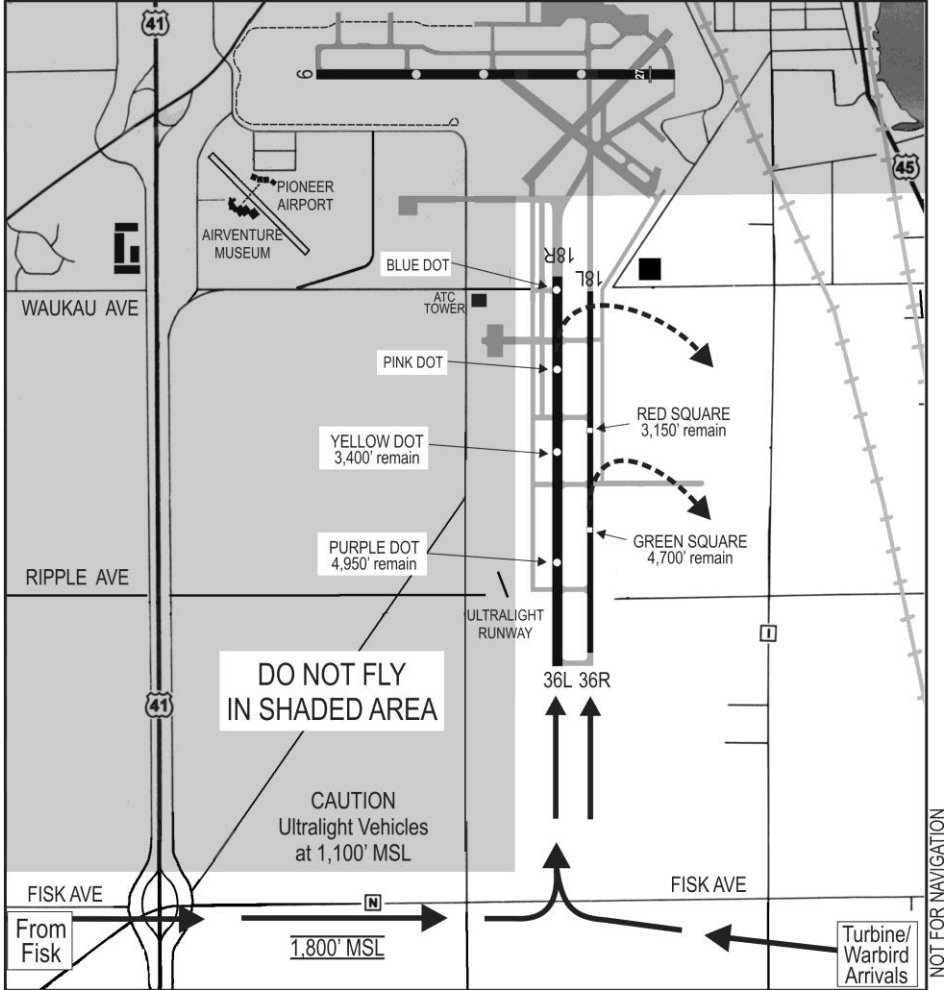 41
9
27
PIONEER
AIRPORT
AIRVENTURE
MUSEUM
45
18R
18L
BLUE DOT
WAUKAU AVE
ATC
TOWER
PINK DOT
RED SQUARE
3,150' remain
YELLOW DOT
3,400' remain
PURPLE DOT
4,950' remain
GREEN SQUARE
4,700' remain
RIPPLE AVE
ULTRALIGHT
RUNWAY
I
DO NOT FLY
IN SHADED AREA
36L 36R
41
CAUTION
Ultralight Vehicles
at 1,100' MSL
FISK AVE
N
FISK AVE
From
Fisk
1,800' MSL
Turbine/
Warbird
Arrivals
NOT FOR NAVIGATION